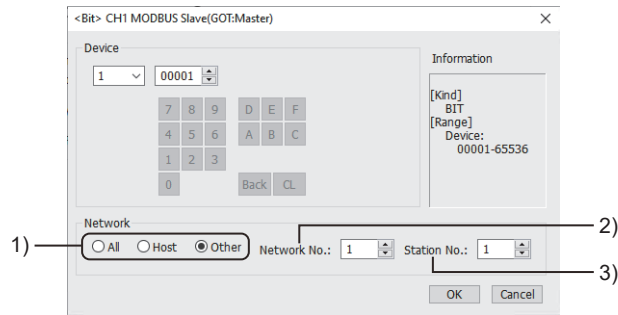 <Bit> CH1 MODBUS Slave(GOT:Master)
Device
1 00001
7 8 9 D E F
4 5 6 A B C
1 2 3
0 Back CL
Information
[Kind]
BIT
[Range]
Device:
00001-65536
Network
1) All Host Other Network No.: 1 Station No.: 1
2)
3)
OK Cancel